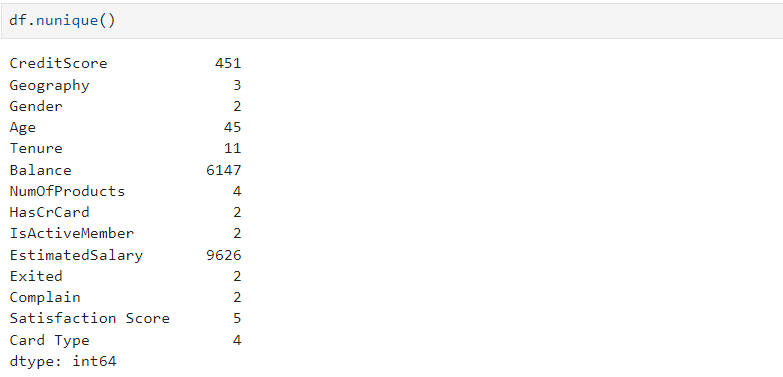 df.nunique()
CreditScore 451
Geography 3
Gender 2
Age 45
Tenure 11
Balance 6147
NumOfProducts 4
HasCrCard 2
IsActiveMember 2
EstimatedSalary 9626
Exited 2
Complain 2
Satisfaction Score 5
Card Type 4
dtype: int64